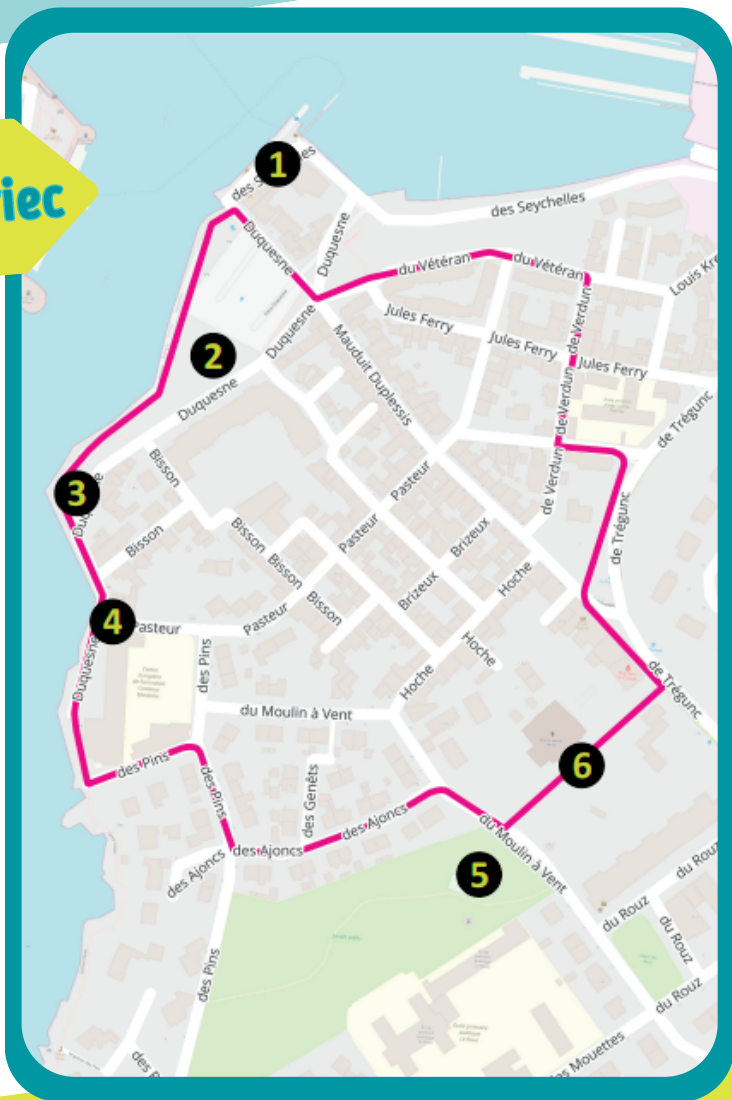 iec
1
des Seychelles
des Seychelles
Duquesne
Duquesne
du Vétéran
du Vétéran
Louis Kre
Duquesne
Jules Ferry
Jules Ferry
Jules Ferry
de Verdun
de Verdun
de Verdun
Mauduit Duplessis
2
Duquesne
de Trégunc
de Trégunc
Bisson
Pasteur
3
Duquesne
Bisson
Bisson
Bisson
Bisson
Pasteur
Brizeux
Brizeux
Hoche
4
Pasteur
Pasteur
Duquesne
des Pins
Hoche
Hoche
de Trégunc
du Moulin à Vent
6
des Pins
des Pins
des Genêts
des Ajoncs
des Ajoncs
des Ajoncs
du Moulin à Vent
5
du Rouz
du Rouz
du Rouz
du Rouz
des Pins
des P
es Mouettes